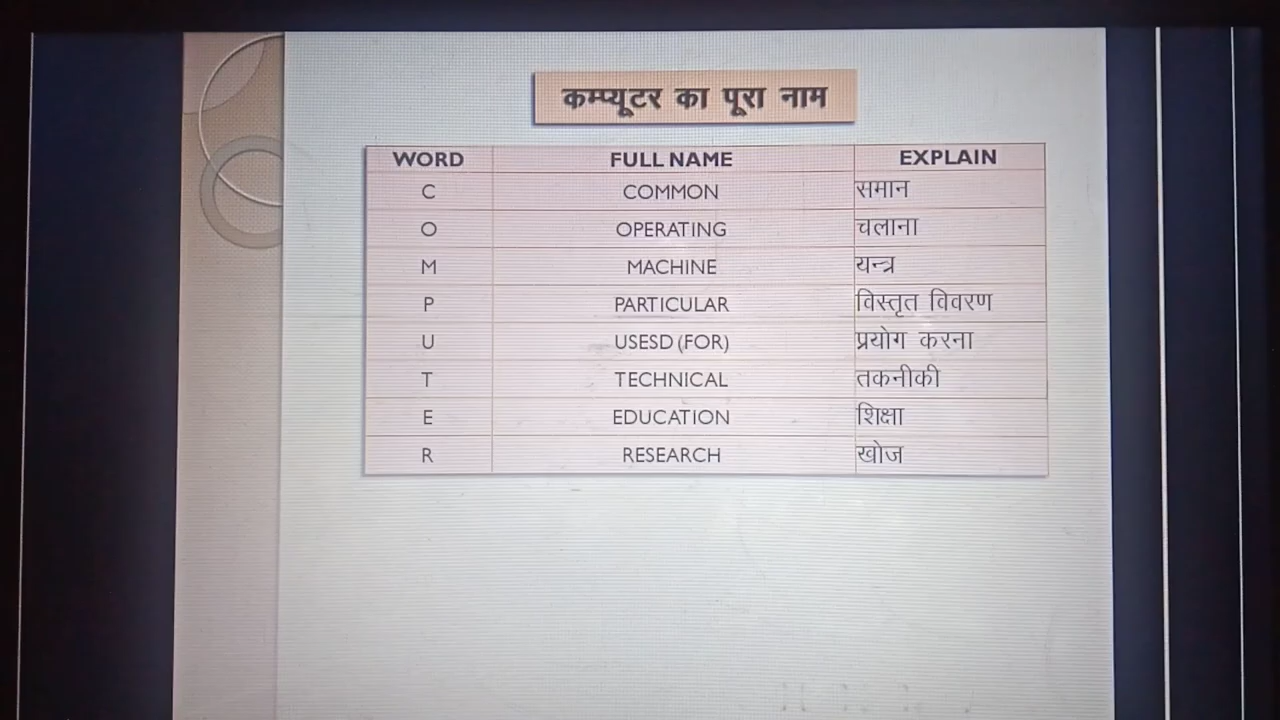 कम्प्यूटर का पूरा नाम
WORD FULL NAME EXPLAIN
C COMMON समान
O OPERATING चलाना
M MACHINE यन्त्र
P PARTICULAR विस्तृत विवरण
U USESD (FOR) प्रयोग करना
T TECHNICAL तकनीकी
E EDUCATION शिक्षा
R RESEARCH खोज